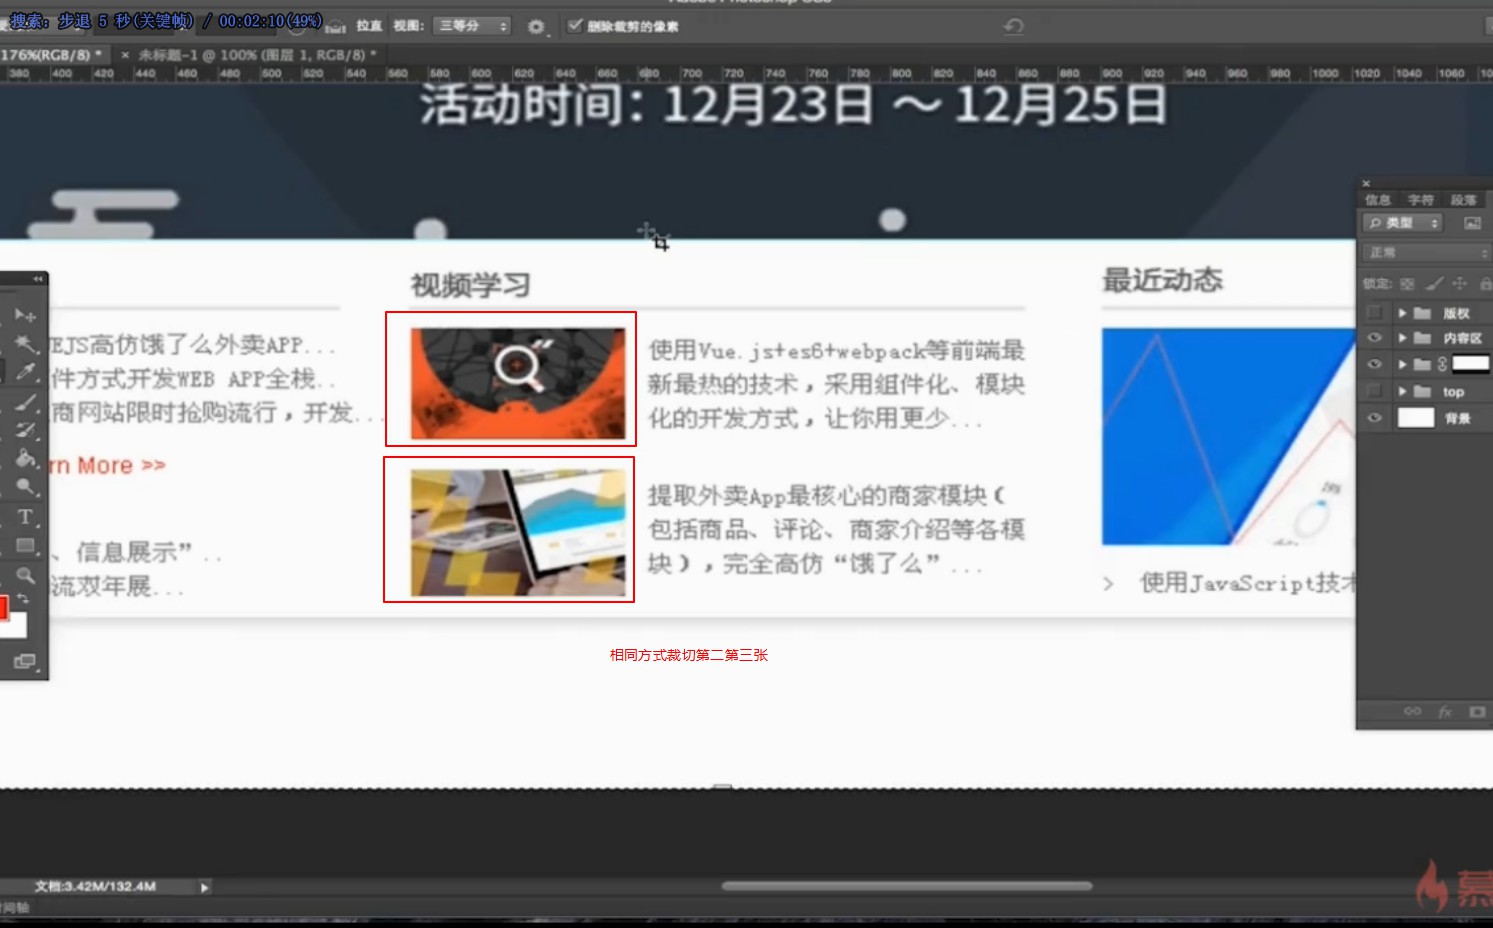 搜索: 步退 5 秒(关键帧) / 00:02:10(49%)
拉直 视图: 三等分 删除裁剪的像素
176%(RGB/8) * × 未标题-1 @ 100% (图层 1, RGB/8) *
380 400 420 440 460 480 500 520 540 560 580 600 620 640 660 680 700 720 740 760 780 800 820 840 860 880 900 920 940 960 980 1000 1020 1040 1060
活动时间: 12月23日 ～ 12月25日
信息 字符 段落
类型
正常
锁定:
版权
内容区
top
背景
EJS高仿饿了么外卖APP...
件方式开发WEB APP全栈..
商网站限时抢购流行，开发...
rn More >>
、信息展示”..
流双年展...
视频学习
使用Vue.js+es6+webpack等前端最
新最热的技术，采用组件化、模块
化的开发方式，让你用更少...
提取外卖App最核心的商家模块（
包括商品、评论、商家介绍等各模
块），完全高仿“饿了么”...
最近动态
> 使用JavaScript技术
相同方式裁切第二第三张
文档:3.42M/132.4M
间轴
慕